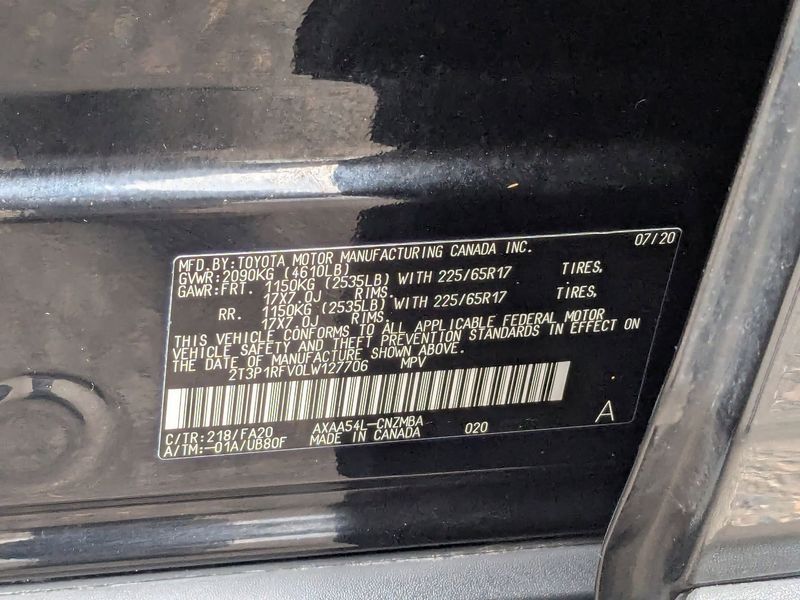 MFD.BY:TOYOTA MOTOR MANUFACTURING CANADA INC. 07/20
GVWR:2090KG (4610LB)
GAWR:FRT. 1150KG (2535LB) WITH 225/65R17 TIRES,
17X7.0J RIMS.
RR. 1150KG (2535LB) WITH 225/65R17 TIRES,
17X7.0J RIMS.
THIS VEHICLE CONFORMS TO ALL APPLICABLE FEDERAL MOTOR
VEHICLE SAFETY AND THEFT PREVENTION STANDARDS IN EFFECT ON
THE DATE OF MANUFACTURE SHOWN ABOVE.
2T3P1RFV0LW127706 MPV
C/TR:218/FA20 AXAA54L-CNZMBA 020 A
A/TM:-01A/UB80F MADE IN CANADA